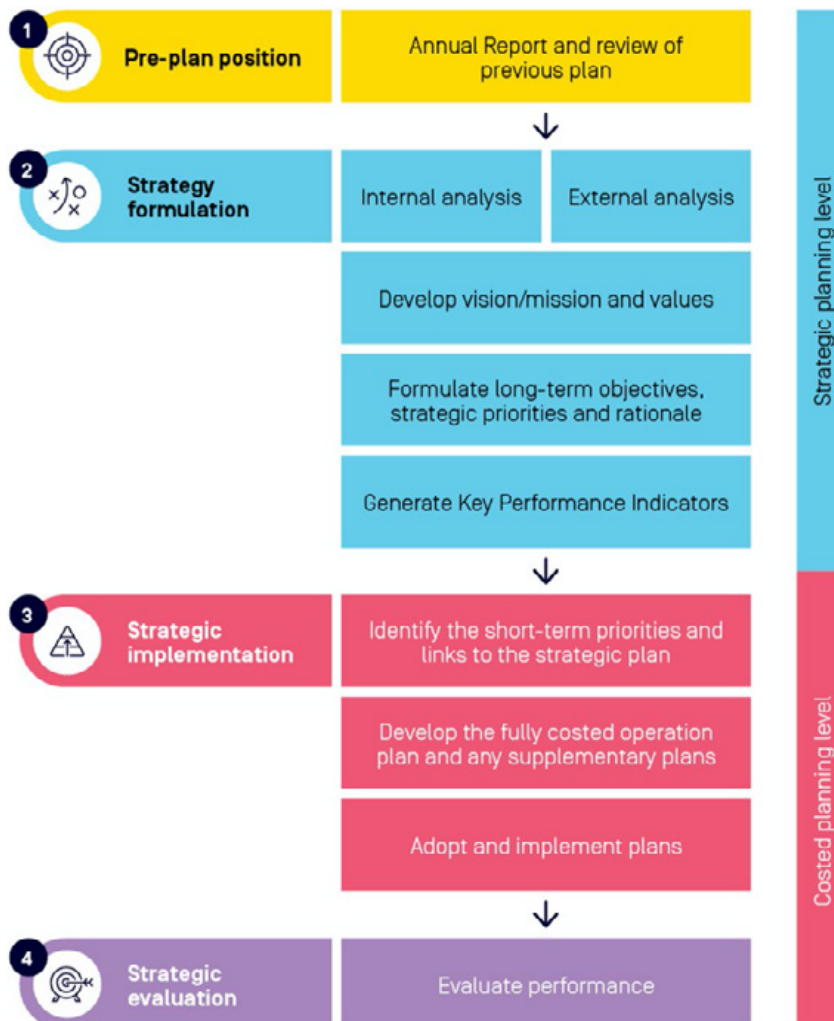 1
Pre-plan position
Annual Report and review of
previous plan
2
Strategy
formulation
Internal analysis
External analysis
Develop vision/mission and values
Formulate long-term objectives,
strategic priorities and rationale
Generate Key Performance Indicators
Strategic planning level
3
Strategic
implementation
Identify the short-term priorities and
links to the strategic plan
Develop the fully costed operation
plan and any supplementary plans
Adopt and implement plans
Costed planning level
4
Strategic
evaluation
Evaluate performance